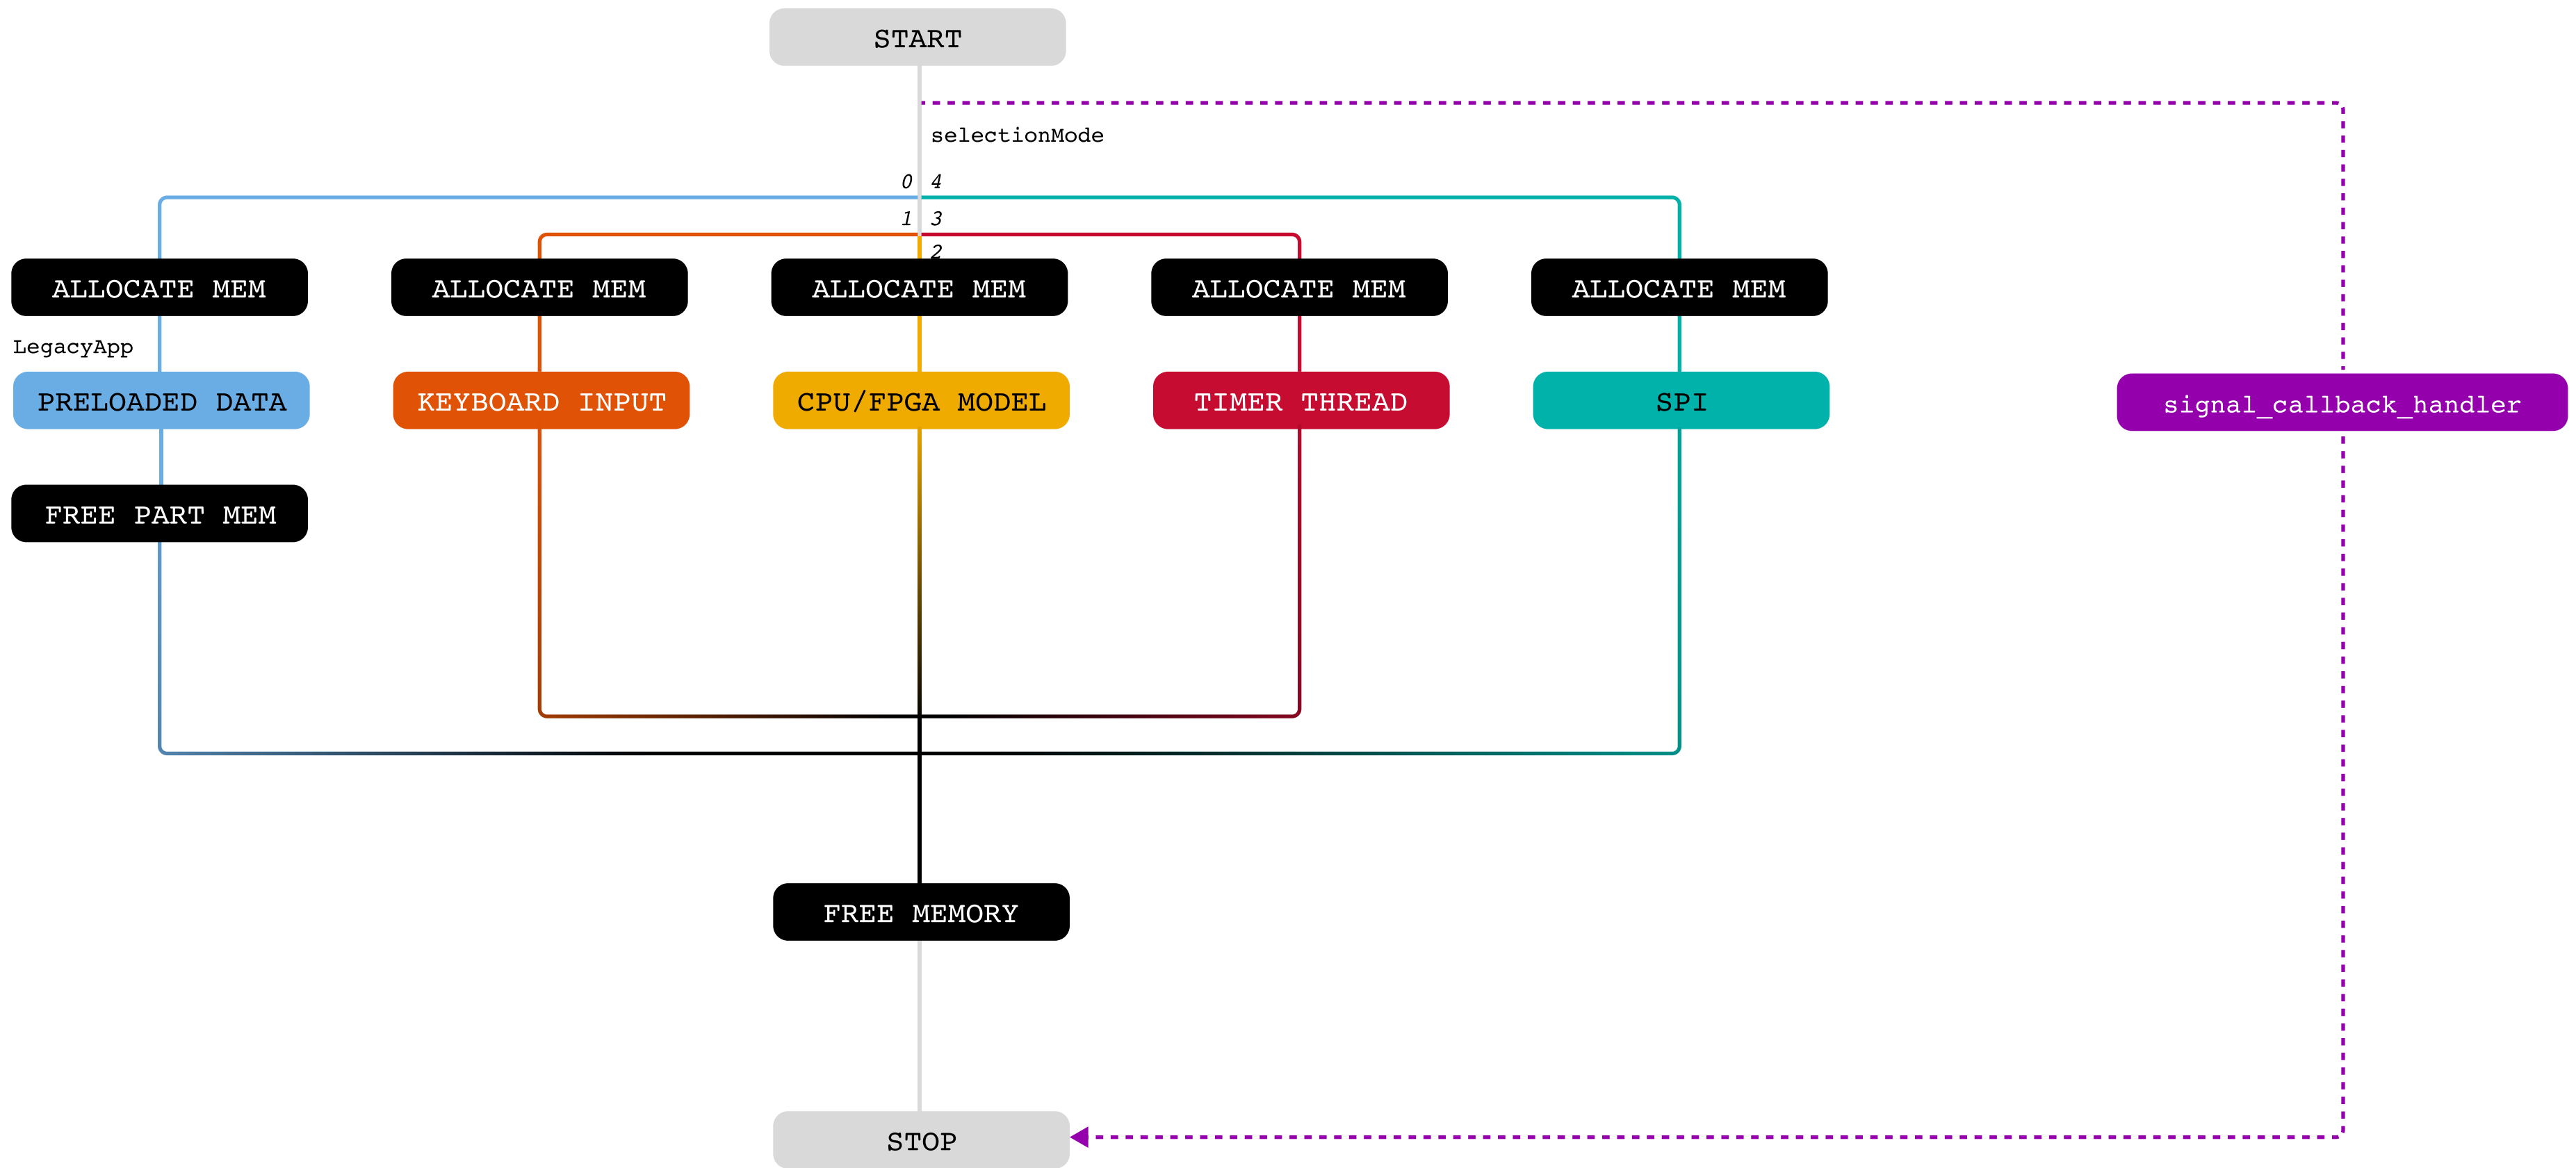 START
selectionMode
0 4
1 3
2
ALLOCATE MEM ALLOCATE MEM ALLOCATE MEM ALLOCATE MEM ALLOCATE MEM
LegacyApp
PRELOADED DATA KEYBOARD INPUT CPU/FPGA MODEL TIMER THREAD SPI signal_callback_handler
FREE PART MEM
FREE MEMORY
STOP